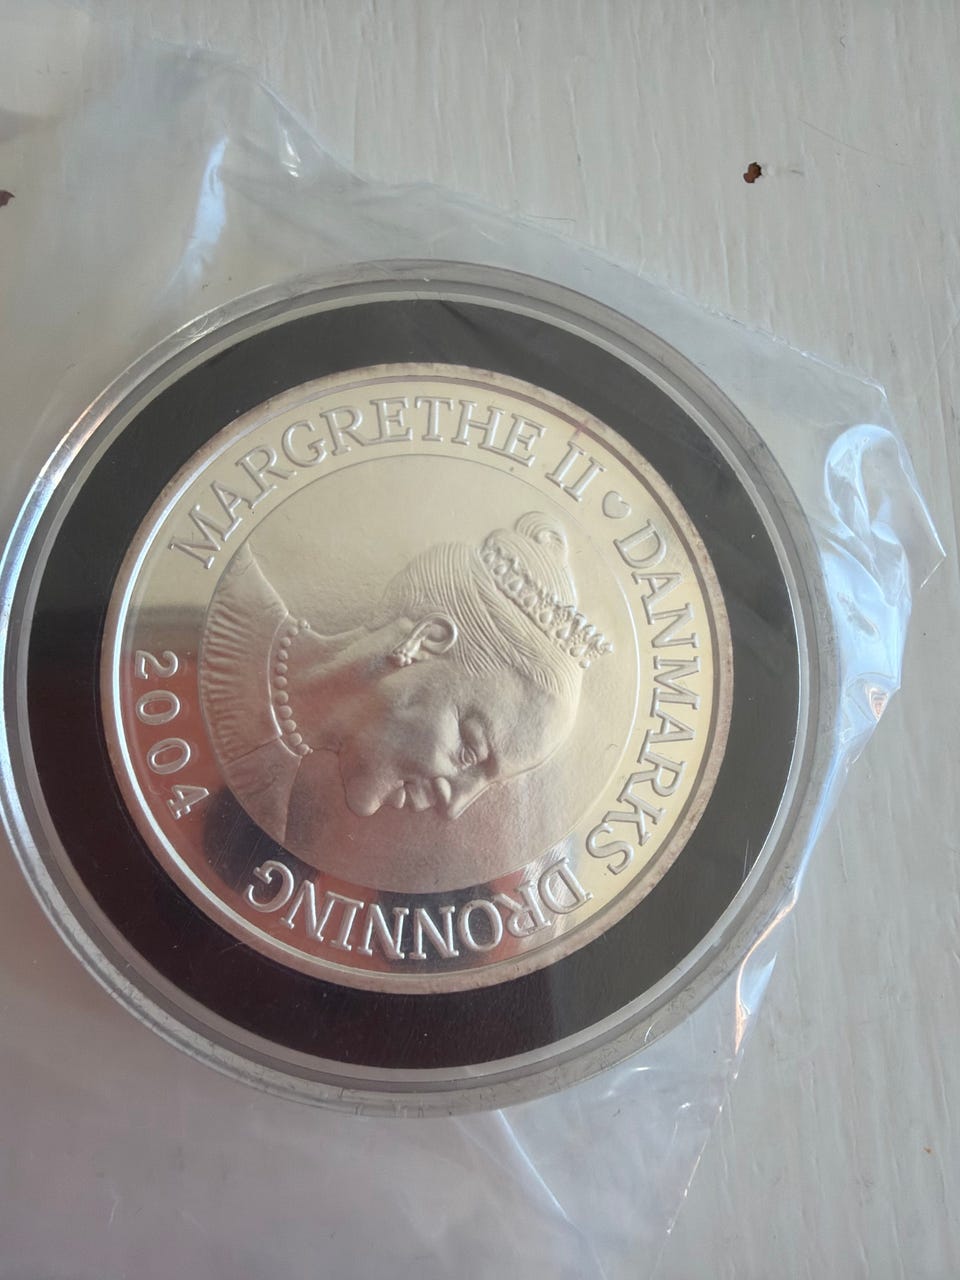 MARGRETHE II ♥ DANMARKS DRONNING
2004